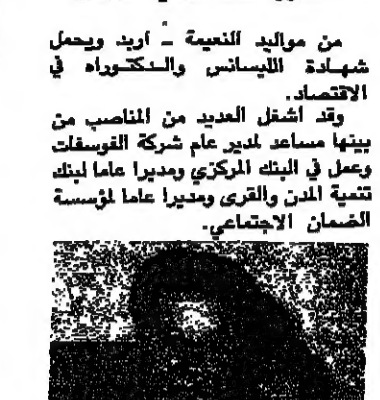 من مواليد النعيمة - اربد ويحمل
شهادة الليسانس والدكتوراه في
الاقتصاد.
وقد اشغل العديد من المناصب من
بينها مساعد لمدير عام شركة الفوسفات
وعمل في البنك المركزي ومديرا عاما لبنك
تنمية المدن والقرى ومديرا عاما لمؤسسة
الضمان الاجتماعي.